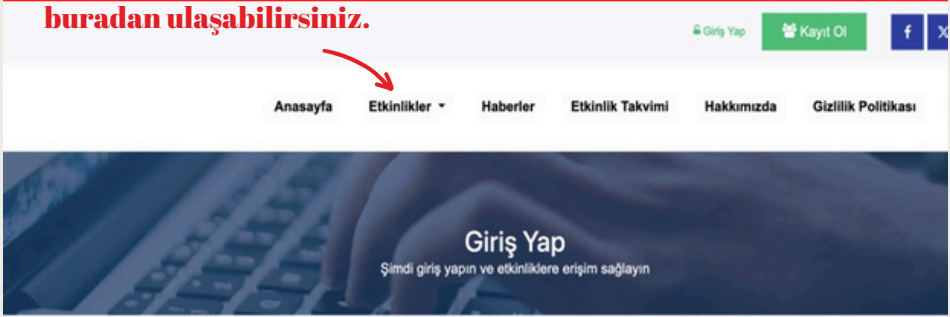 buradan ulaşabilirsiniz.
Giriş Yap
Kayıt Ol
Anasayfa
Etkinlikler
Haberler
Etkinlik Takvimi
Hakkımızda
Gizlilik Politikası
Giriş Yap
Şimdi giriş yapın ve etkinliklere erişim sağlayın